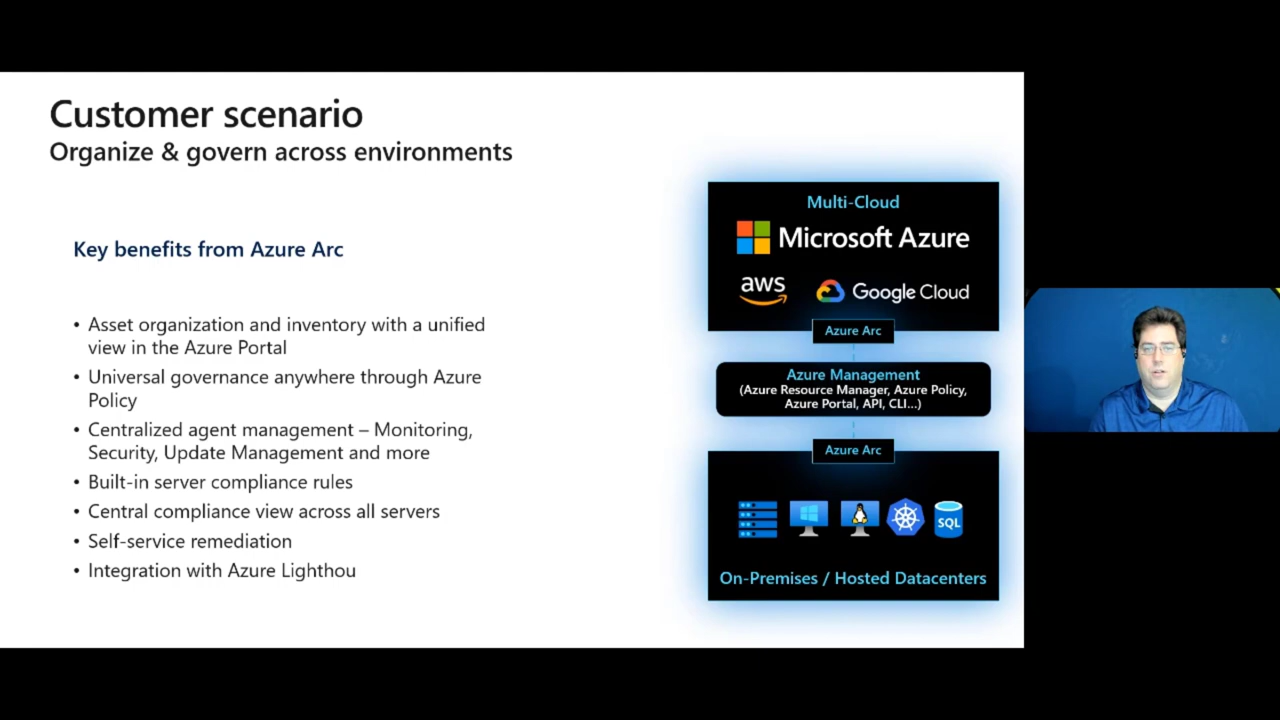 Customer scenario
Organize & govern across environments
Key benefits from Azure Arc
• Asset organization and inventory with a unified
view in the Azure Portal
• Universal governance anywhere through Azure
Policy
• Centralized agent management – Monitoring,
Security, Update Management and more
• Built-in server compliance rules
• Central compliance view across all servers
• Self-service remediation
• Integration with Azure Lighthou
Multi-Cloud
Microsoft Azure
aws
Google Cloud
Azure Arc
Azure Management
(Azure Resource Manager, Azure Policy,
Azure Portal, API, CLI...)
Azure Arc
SQL
On-Premises / Hosted Datacenters